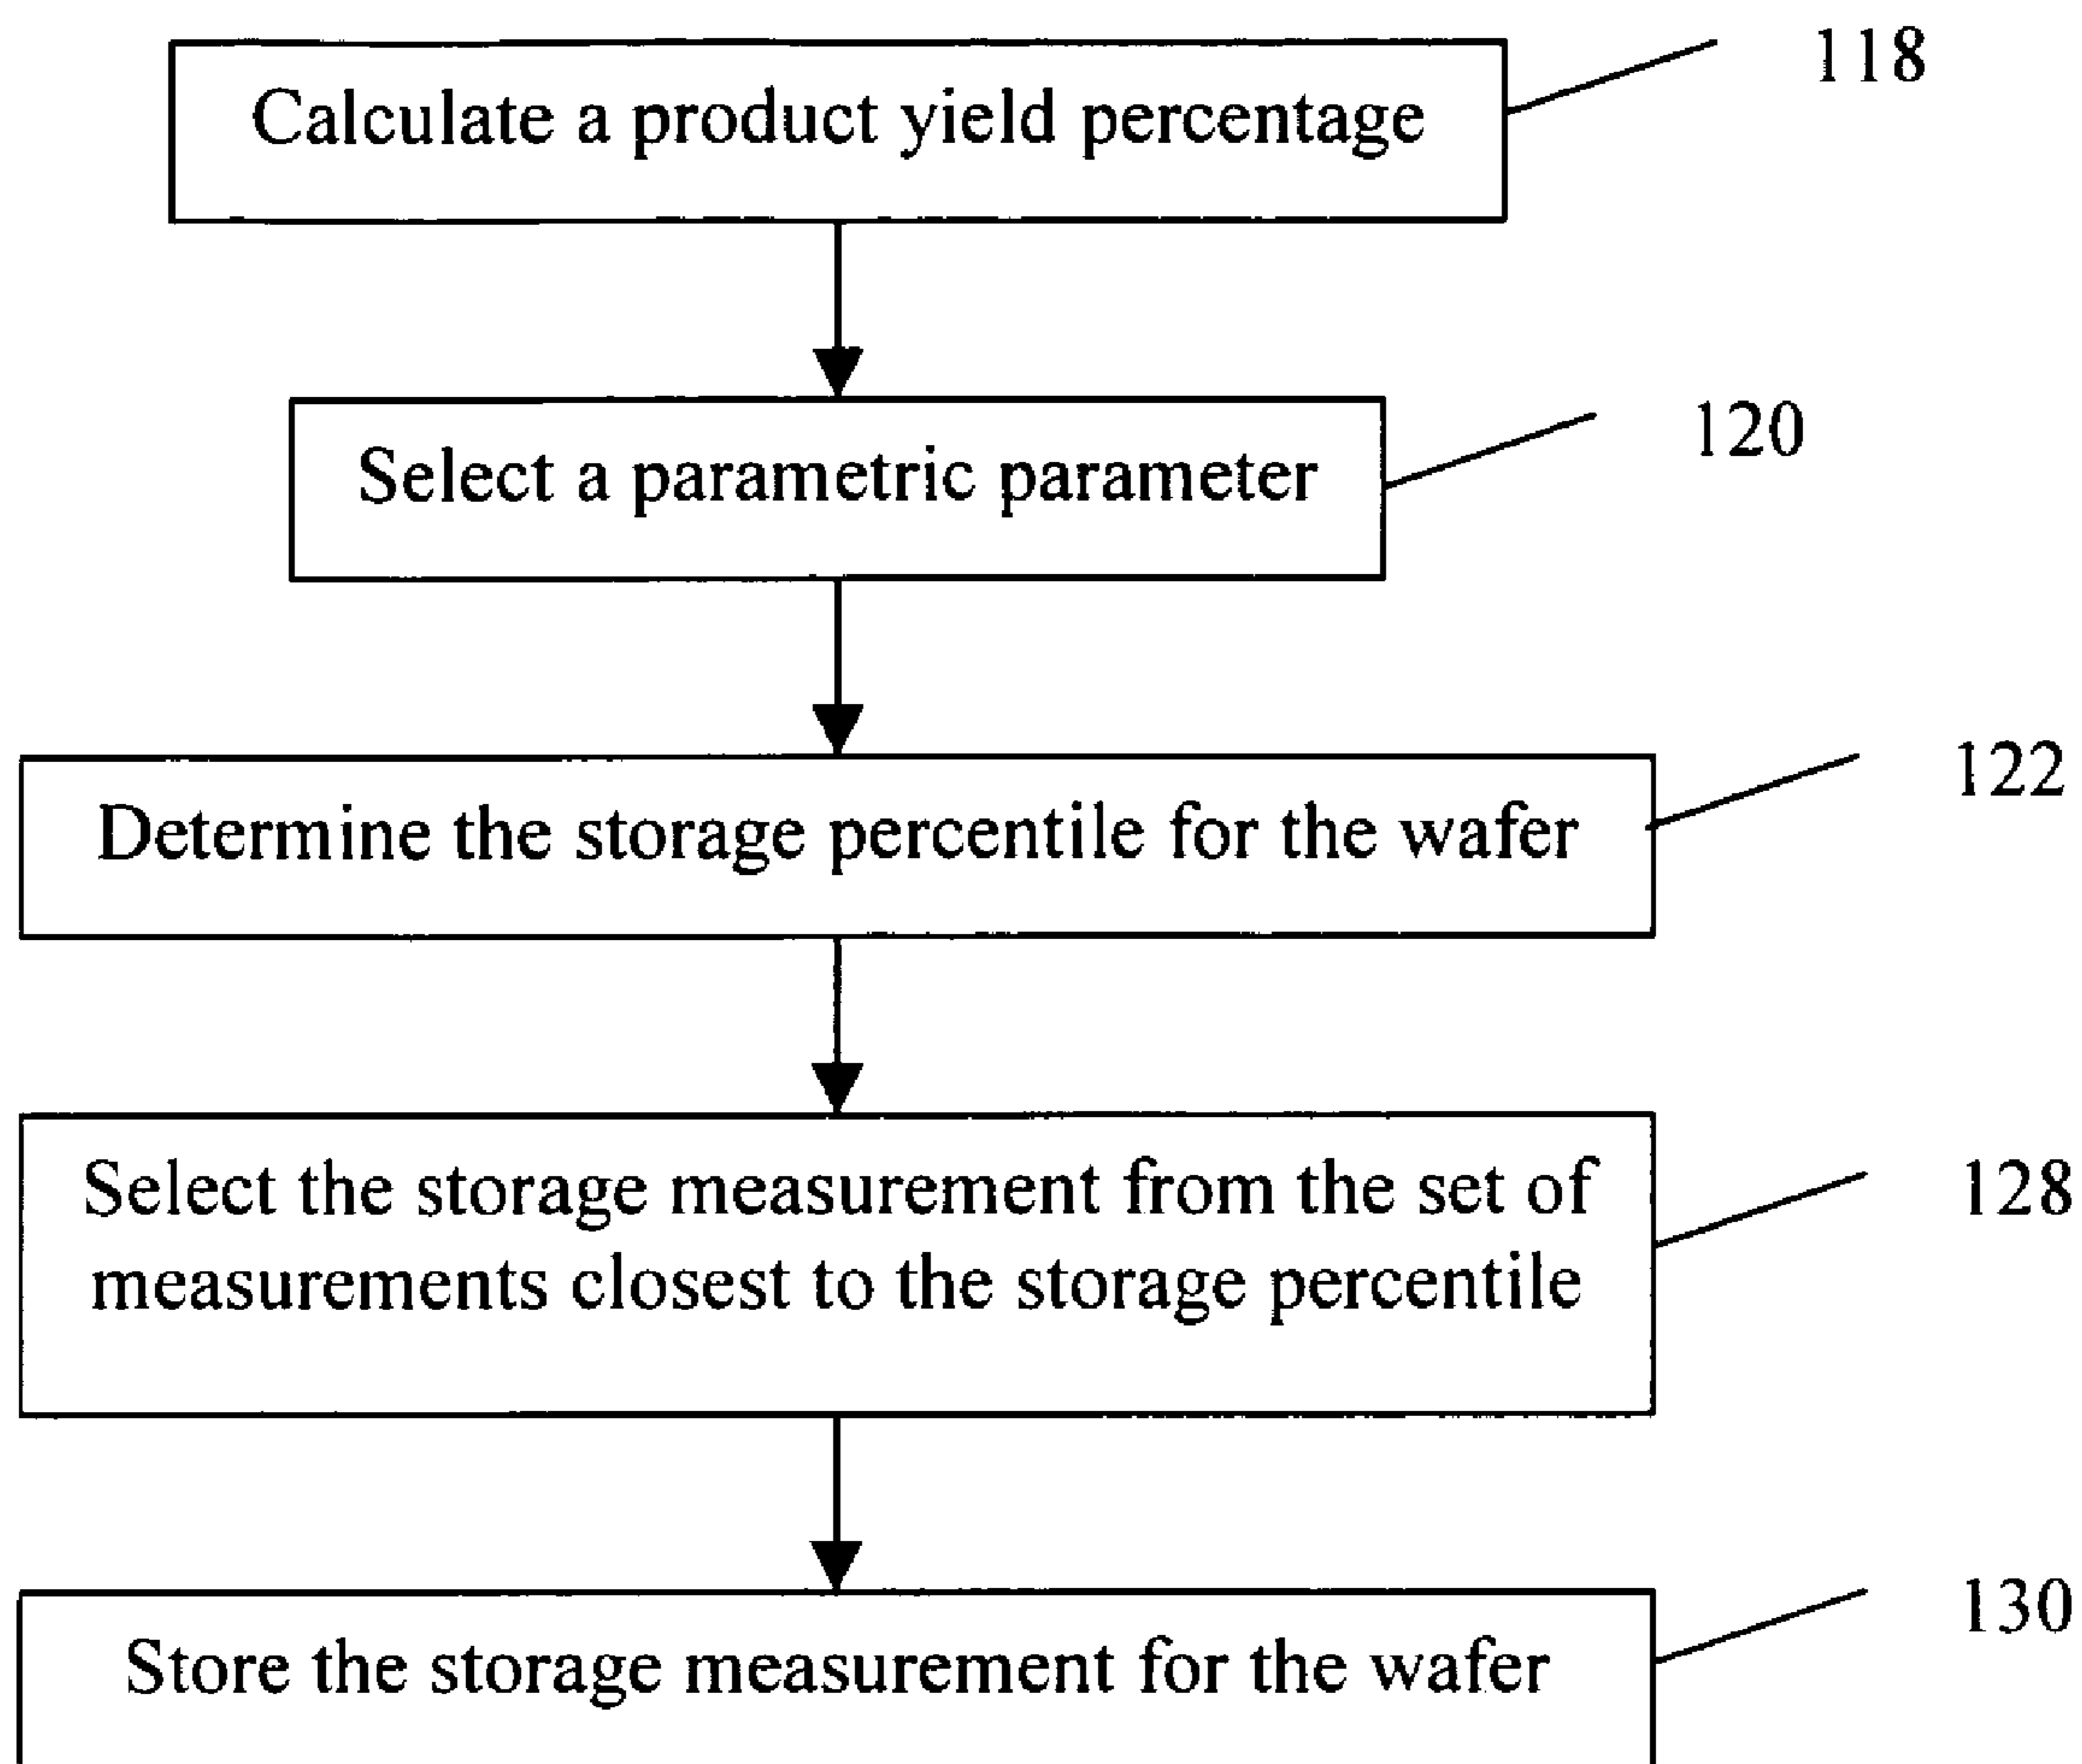 118
Calculate a product yield percentage
120
Select a parametric parameter
122
Determine the storage percentile for the wafer
128
Select the storage measurement from the set of
measurements closest to the storage percentile
130
Store the storage measurement for the wafer